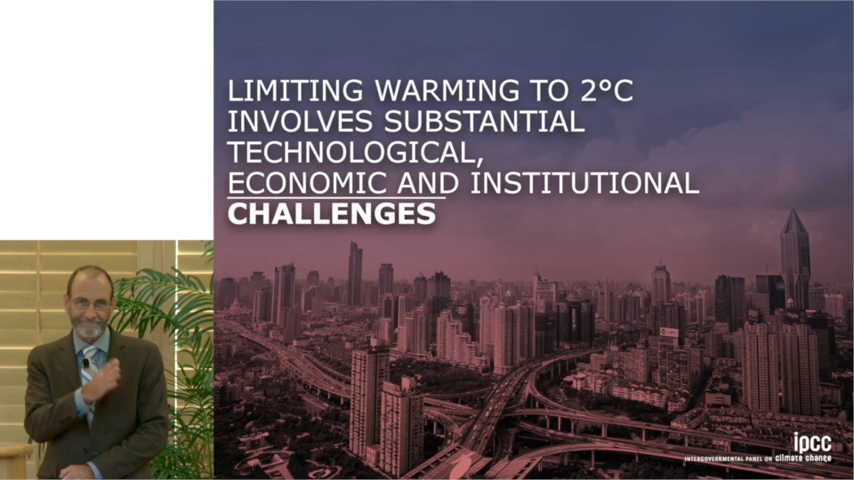 LIMITING WARMING TO 2°C
INVOLVES SUBSTANTIAL
TECHNOLOGICAL,
ECONOMIC AND INSTITUTIONAL
CHALLENGES
ipcc
INTERGOVERNMENTAL PANEL ON climate change